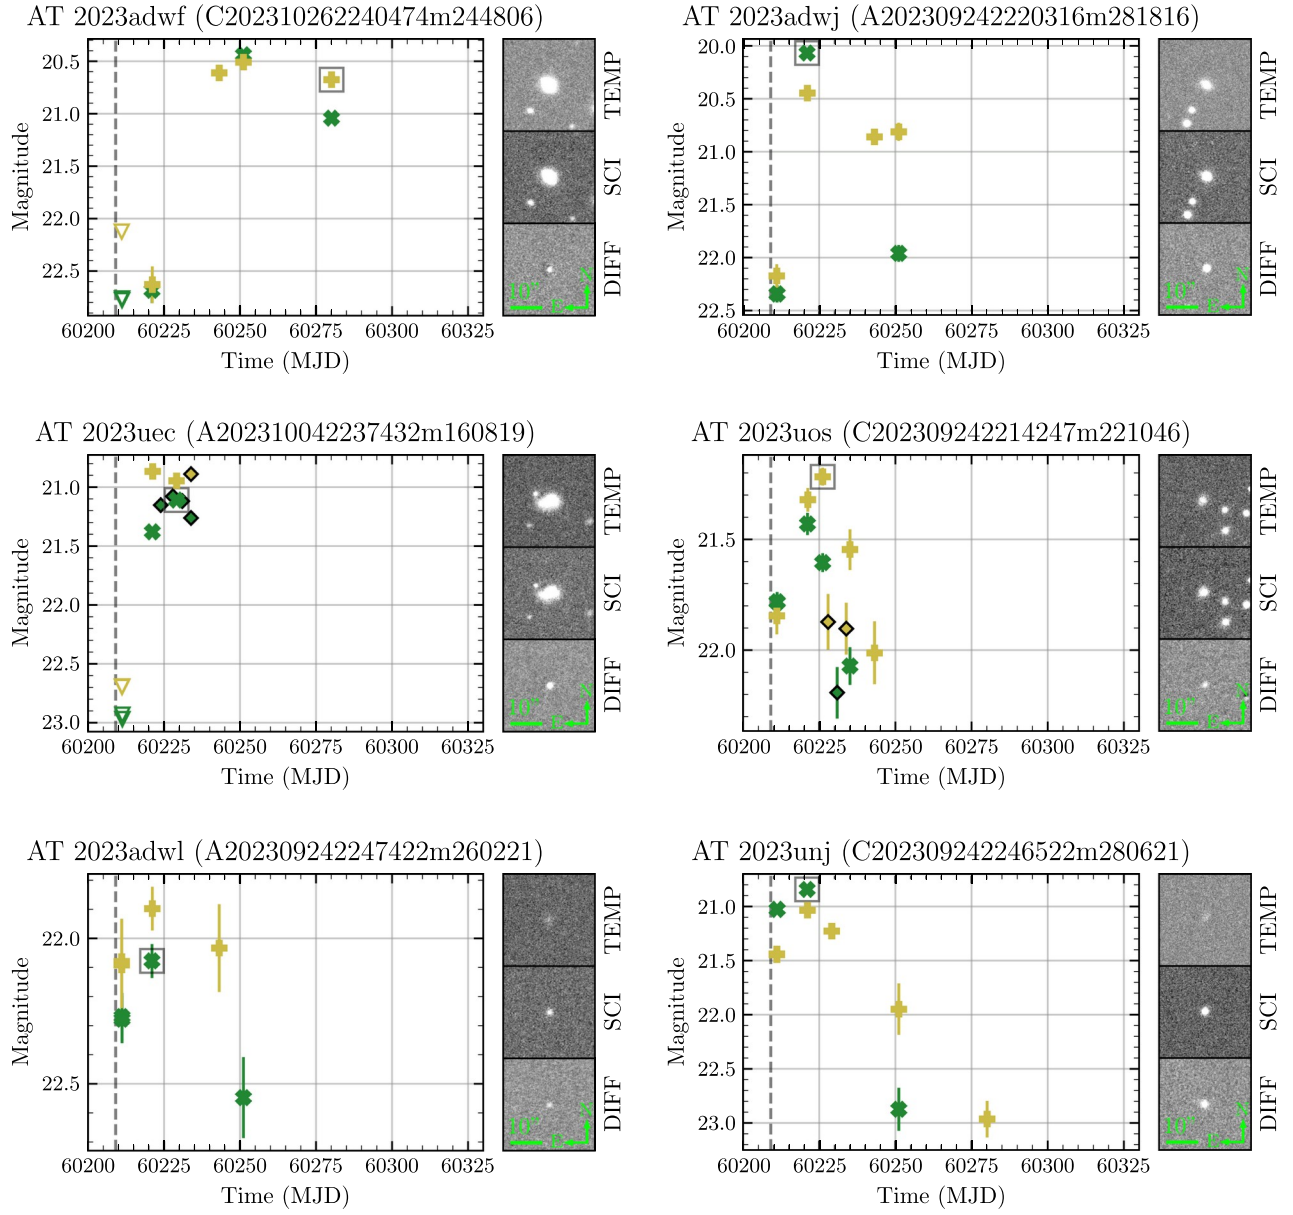 AT 2023adwf (C202310262240474m244806)
20.5
21.0
21.5
22.0
22.5
Magnitude
60200 60225 60250 60275 60300 60325
Time (MJD)
TEMP
SCI
DIFF
10"
N
E
AT 2023adwj (A202309242220316m281816)
20.0
20.5
21.0
21.5
22.0
22.5
Magnitude
60200 60225 60250 60275 60300 60325
Time (MJD)
TEMP
SCI
DIFF
10"
N
E
AT 2023uec (A202310042237432m160819)
21.0
21.5
22.0
22.5
23.0
Magnitude
60200 60225 60250 60275 60300 60325
Time (MJD)
TEMP
SCI
DIFF
10"
N
E
AT 2023uos (C202309242214247m221046)
21.5
22.0
Magnitude
60200 60225 60250 60275 60300 60325
Time (MJD)
TEMP
SCI
DIFF
10"
N
E
AT 2023adwl (A202309242247422m260221)
22.0
22.5
Magnitude
60200 60225 60250 60275 60300 60325
Time (MJD)
TEMP
SCI
DIFF
10"
N
E
AT 2023unj (C202309242246522m280621)
21.0
21.5
22.0
22.5
23.0
Magnitude
60200 60225 60250 60275 60300 60325
Time (MJD)
TEMP
SCI
DIFF
10"
N
E